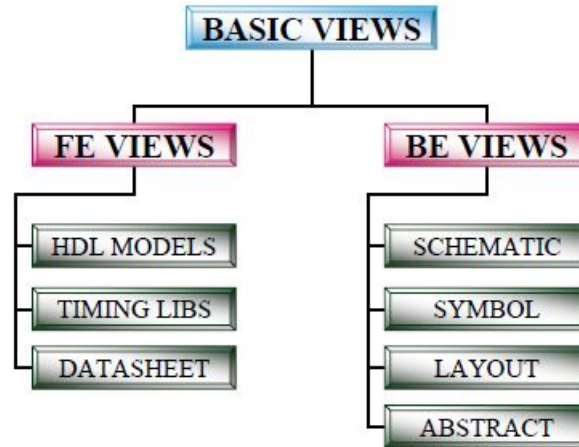 BASIC VIEWS
FE VIEWS
HDL MODELS
TIMING LIBS
DATASHEET
BE VIEWS
SCHEMATIC
SYMBOL
LAYOUT
ABSTRACT